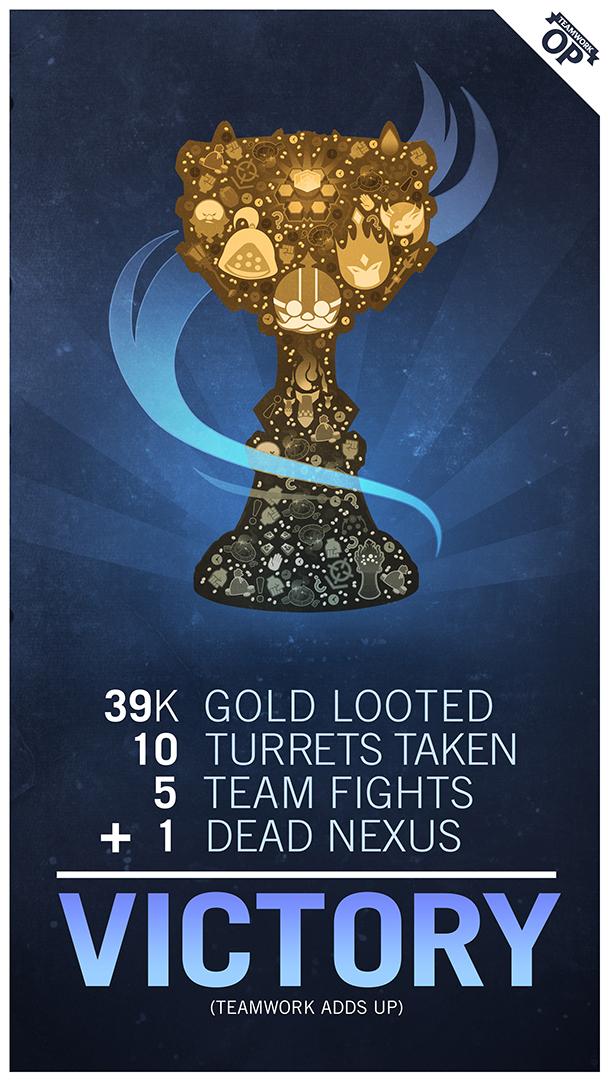 TEAMWORK
OP
39K GOLD LOOTED
10 TURRETS TAKEN
5 TEAM FIGHTS
+ 1 DEAD NEXUS
VICTORY
(TEAMWORK ADDS UP)